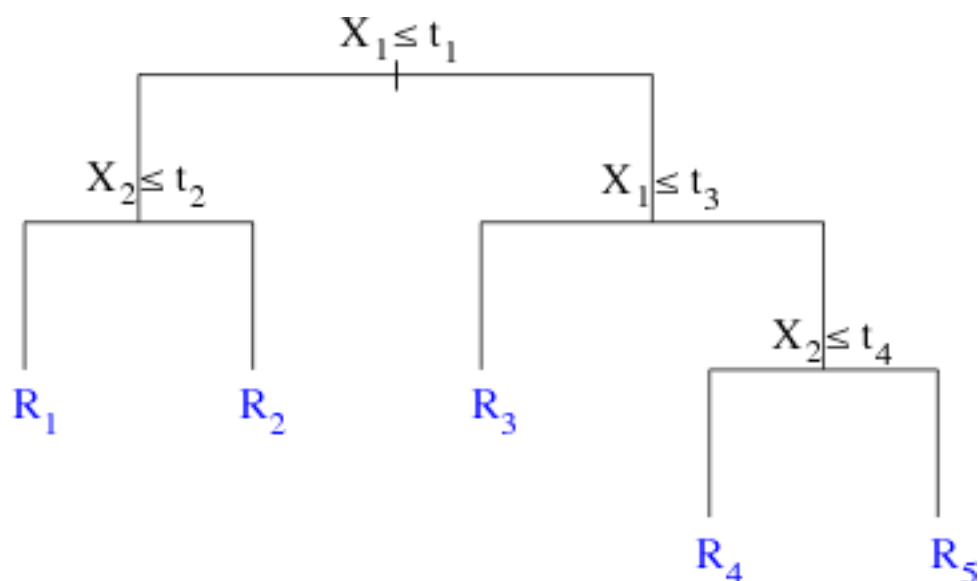 X₁ ≤ t₁
X₂ ≤ t₂
X₁ ≤ t₃
X₂ ≤ t₄
R₁
R₂
R₃
R₄
R₅